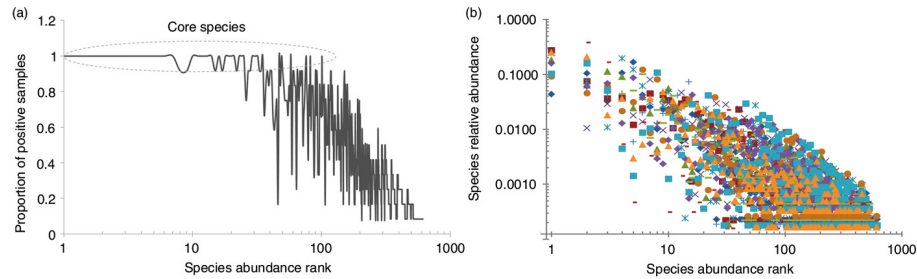 (a)
1.2
1
0.8
0.6
0.4
0.2
0
Proportion of positive samples
Core species
1
10
100
1000
Species abundance rank
(b)
1.0000
0.1000
0.0100
0.0010
Species relative abundance
1
10
100
1000
Species abundance rank